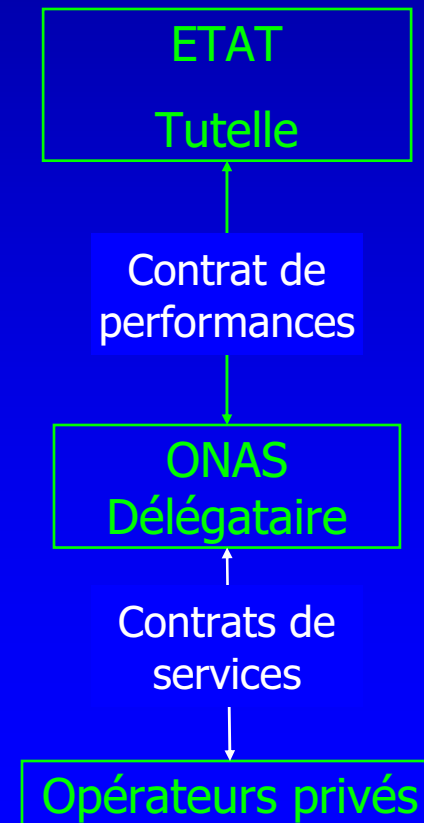 ETAT
Tutelle
Contrat de
performances
ONAS
Délégataire
Contrats de
services
Opérateurs privés